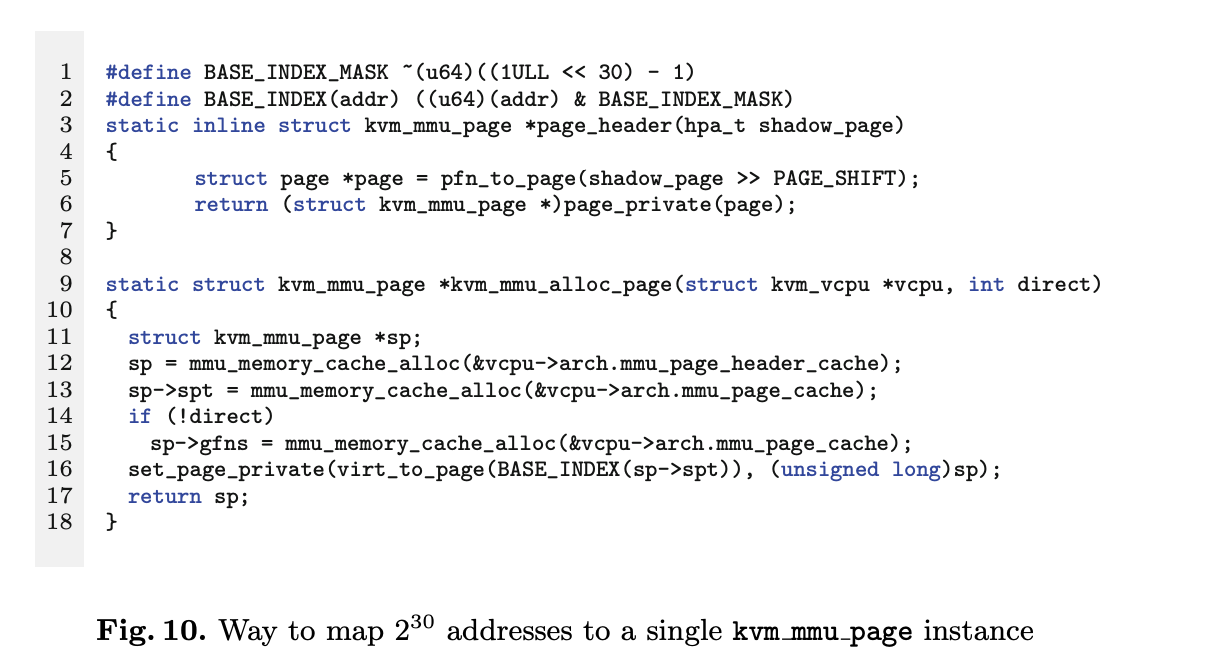 1 #define BASE_INDEX_MASK ~(u64)((1ULL << 30) - 1)
2 #define BASE_INDEX(addr) ((u64)(addr) & BASE_INDEX_MASK)
3 static inline struct kvm_mmu_page *page_header(hpa_t shadow_page)
4 {
5 struct page *page = pfn_to_page(shadow_page >> PAGE_SHIFT);
6 return (struct kvm_mmu_page *)page_private(page);
7 }
8
9 static struct kvm_mmu_page *kvm_mmu_alloc_page(struct kvm_vcpu *vcpu, int direct)
10 {
11 struct kvm_mmu_page *sp;
12 sp = mmu_memory_cache_alloc(&vcpu->arch.mmu_page_header_cache);
13 sp->spt = mmu_memory_cache_alloc(&vcpu->arch.mmu_page_cache);
14 if (!direct)
15 sp->gfns = mmu_memory_cache_alloc(&vcpu->arch.mmu_page_cache);
16 set_page_private(virt_to_page(BASE_INDEX(sp->spt)), (unsigned long)sp);
17 return sp;
18 }
Fig. 10. Way to map 2^30 addresses to a single kvm_mmu_page instance